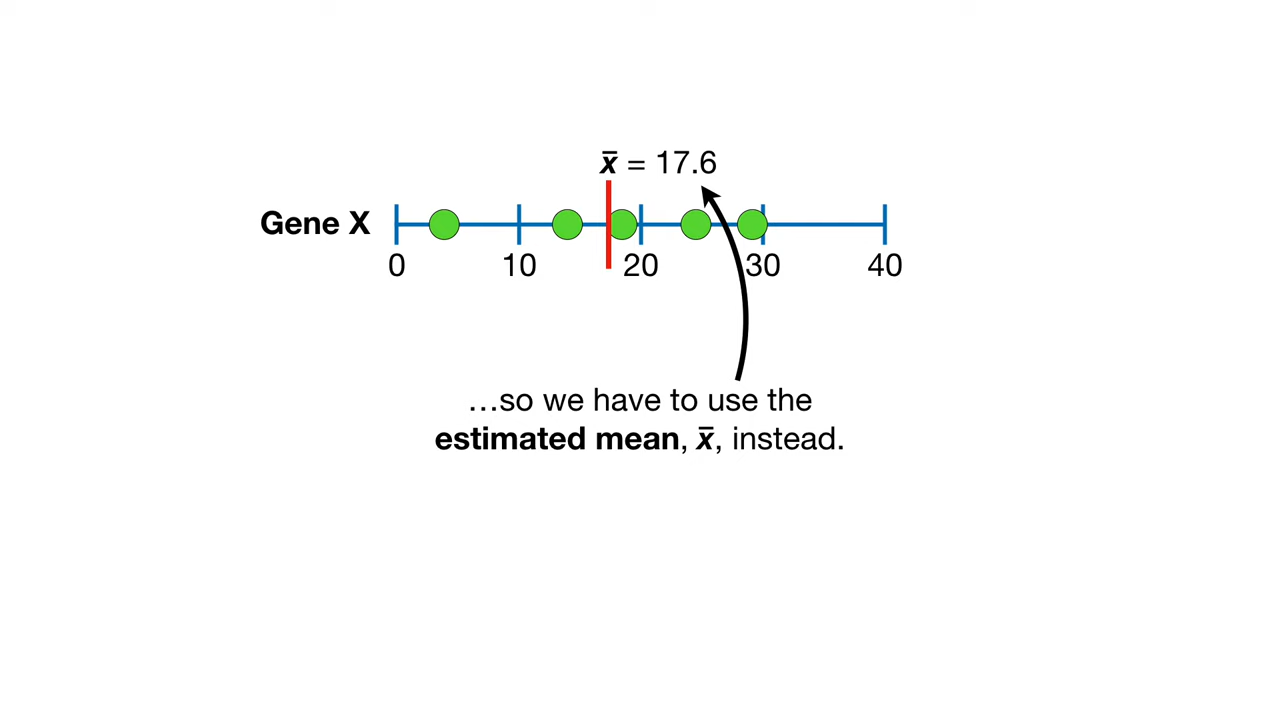 x̄ = 17.6
Gene X
0 10 20 30 40
…so we have to use the
estimated mean, x̄, instead.